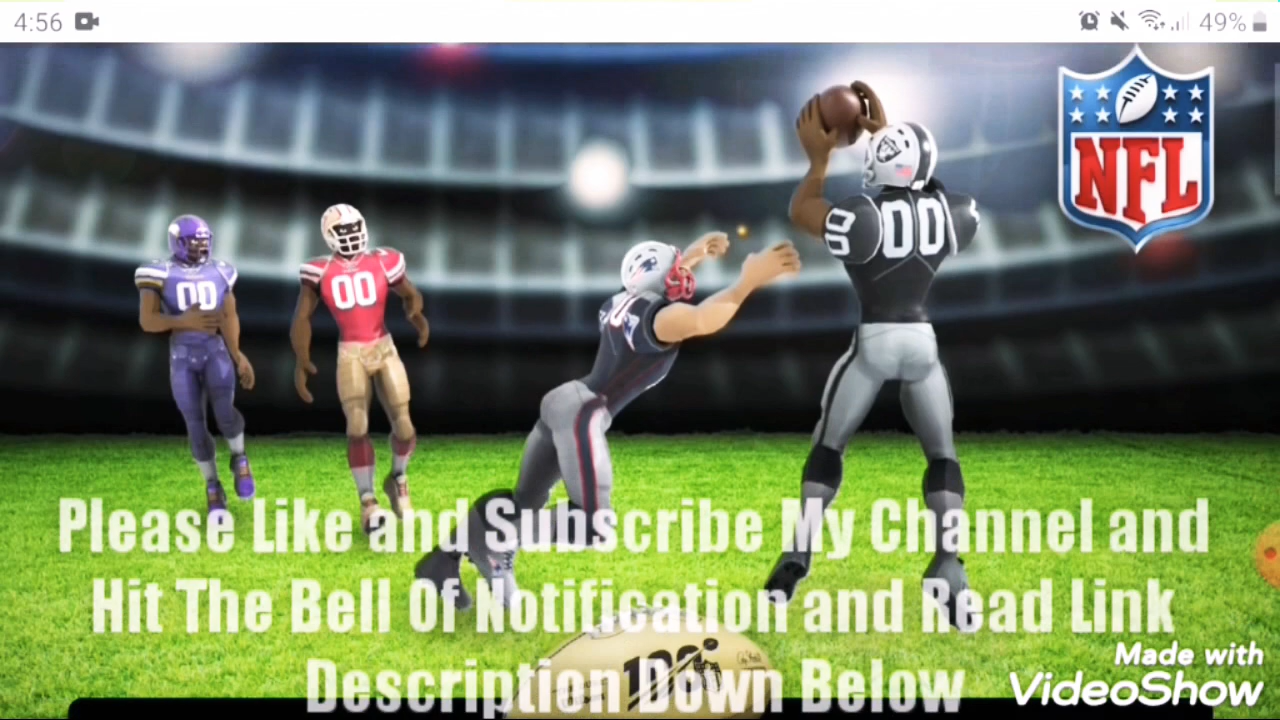 4:56
49%
NFL
00
00
00
00
Please Like and Subscribe My Channel and
Hit The Bell Of Notification and Read Link
Description Down Below
100
Made with
VideoShow